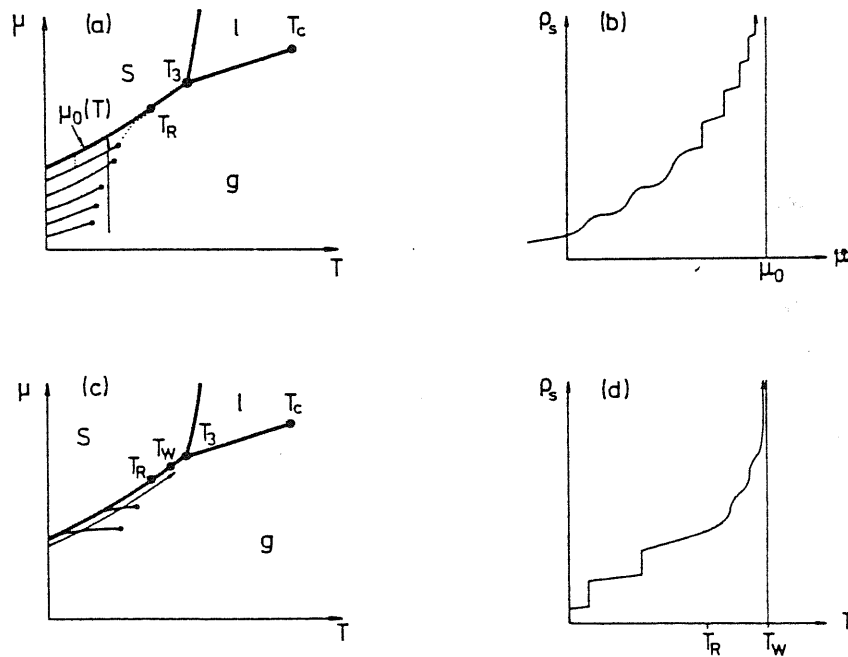 μ (a) l T_c
T_3
S
μ_0(T)
T_R
g
T
ρ_s (b)
μ_0 μ
μ (c) l T_c
S
T_W T_3
T_R
g
T
ρ_s (d)
T_R T_W T